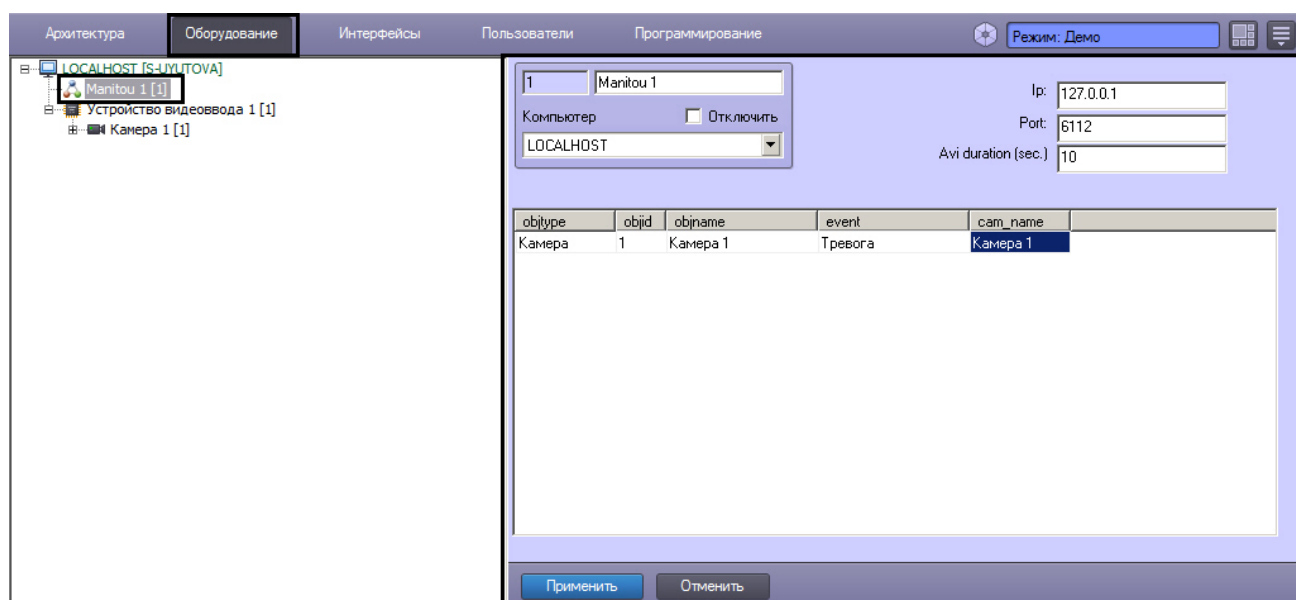 Архитектура Оборудование Интерфейсы Пользователи Программирование Режим: Демо
LOCALHOST [S-UYUTOVA]
Manitou 1 [1]
Устройство видеоввода 1 [1]
Камера 1 [1]
1 Manitou 1
Компьютер Отключить
LOCALHOST
Ip: 127.0.0.1
Port: 6112
Avi duration (sec.) 10
objtype objid objname event cam_name
Камера 1 Камера 1 Тревога Камера 1
Применить Отменить